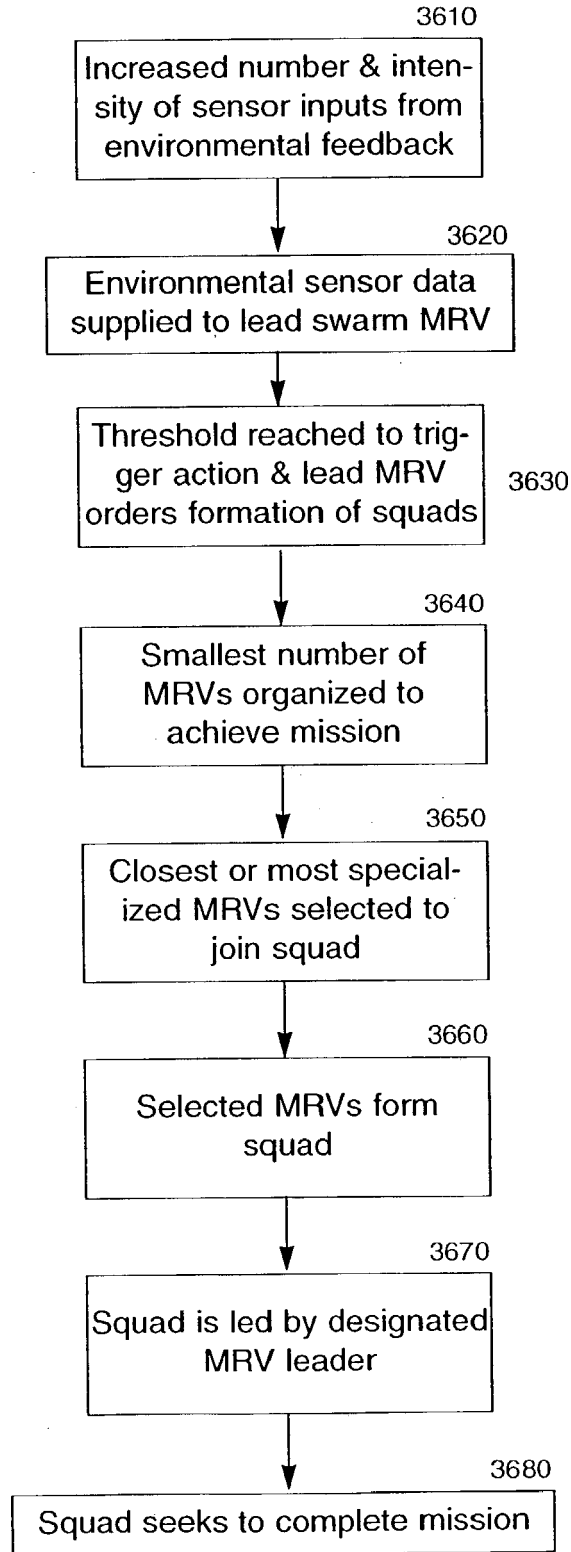 3610
Increased number & inten-
sity of sensor inputs from
environmental feedback
3620
Environmental sensor data
supplied to lead swarm MRV
Threshold reached to trig-
ger action & lead MRV
orders formation of squads
3630
3640
Smallest number of
MRVs organized to
achieve mission
3650
Closest or most special-
ized MRVs selected to
join squad
3660
Selected MRVs form
squad
3670
Squad is led by designated
MRV leader
3680
Squad seeks to complete mission